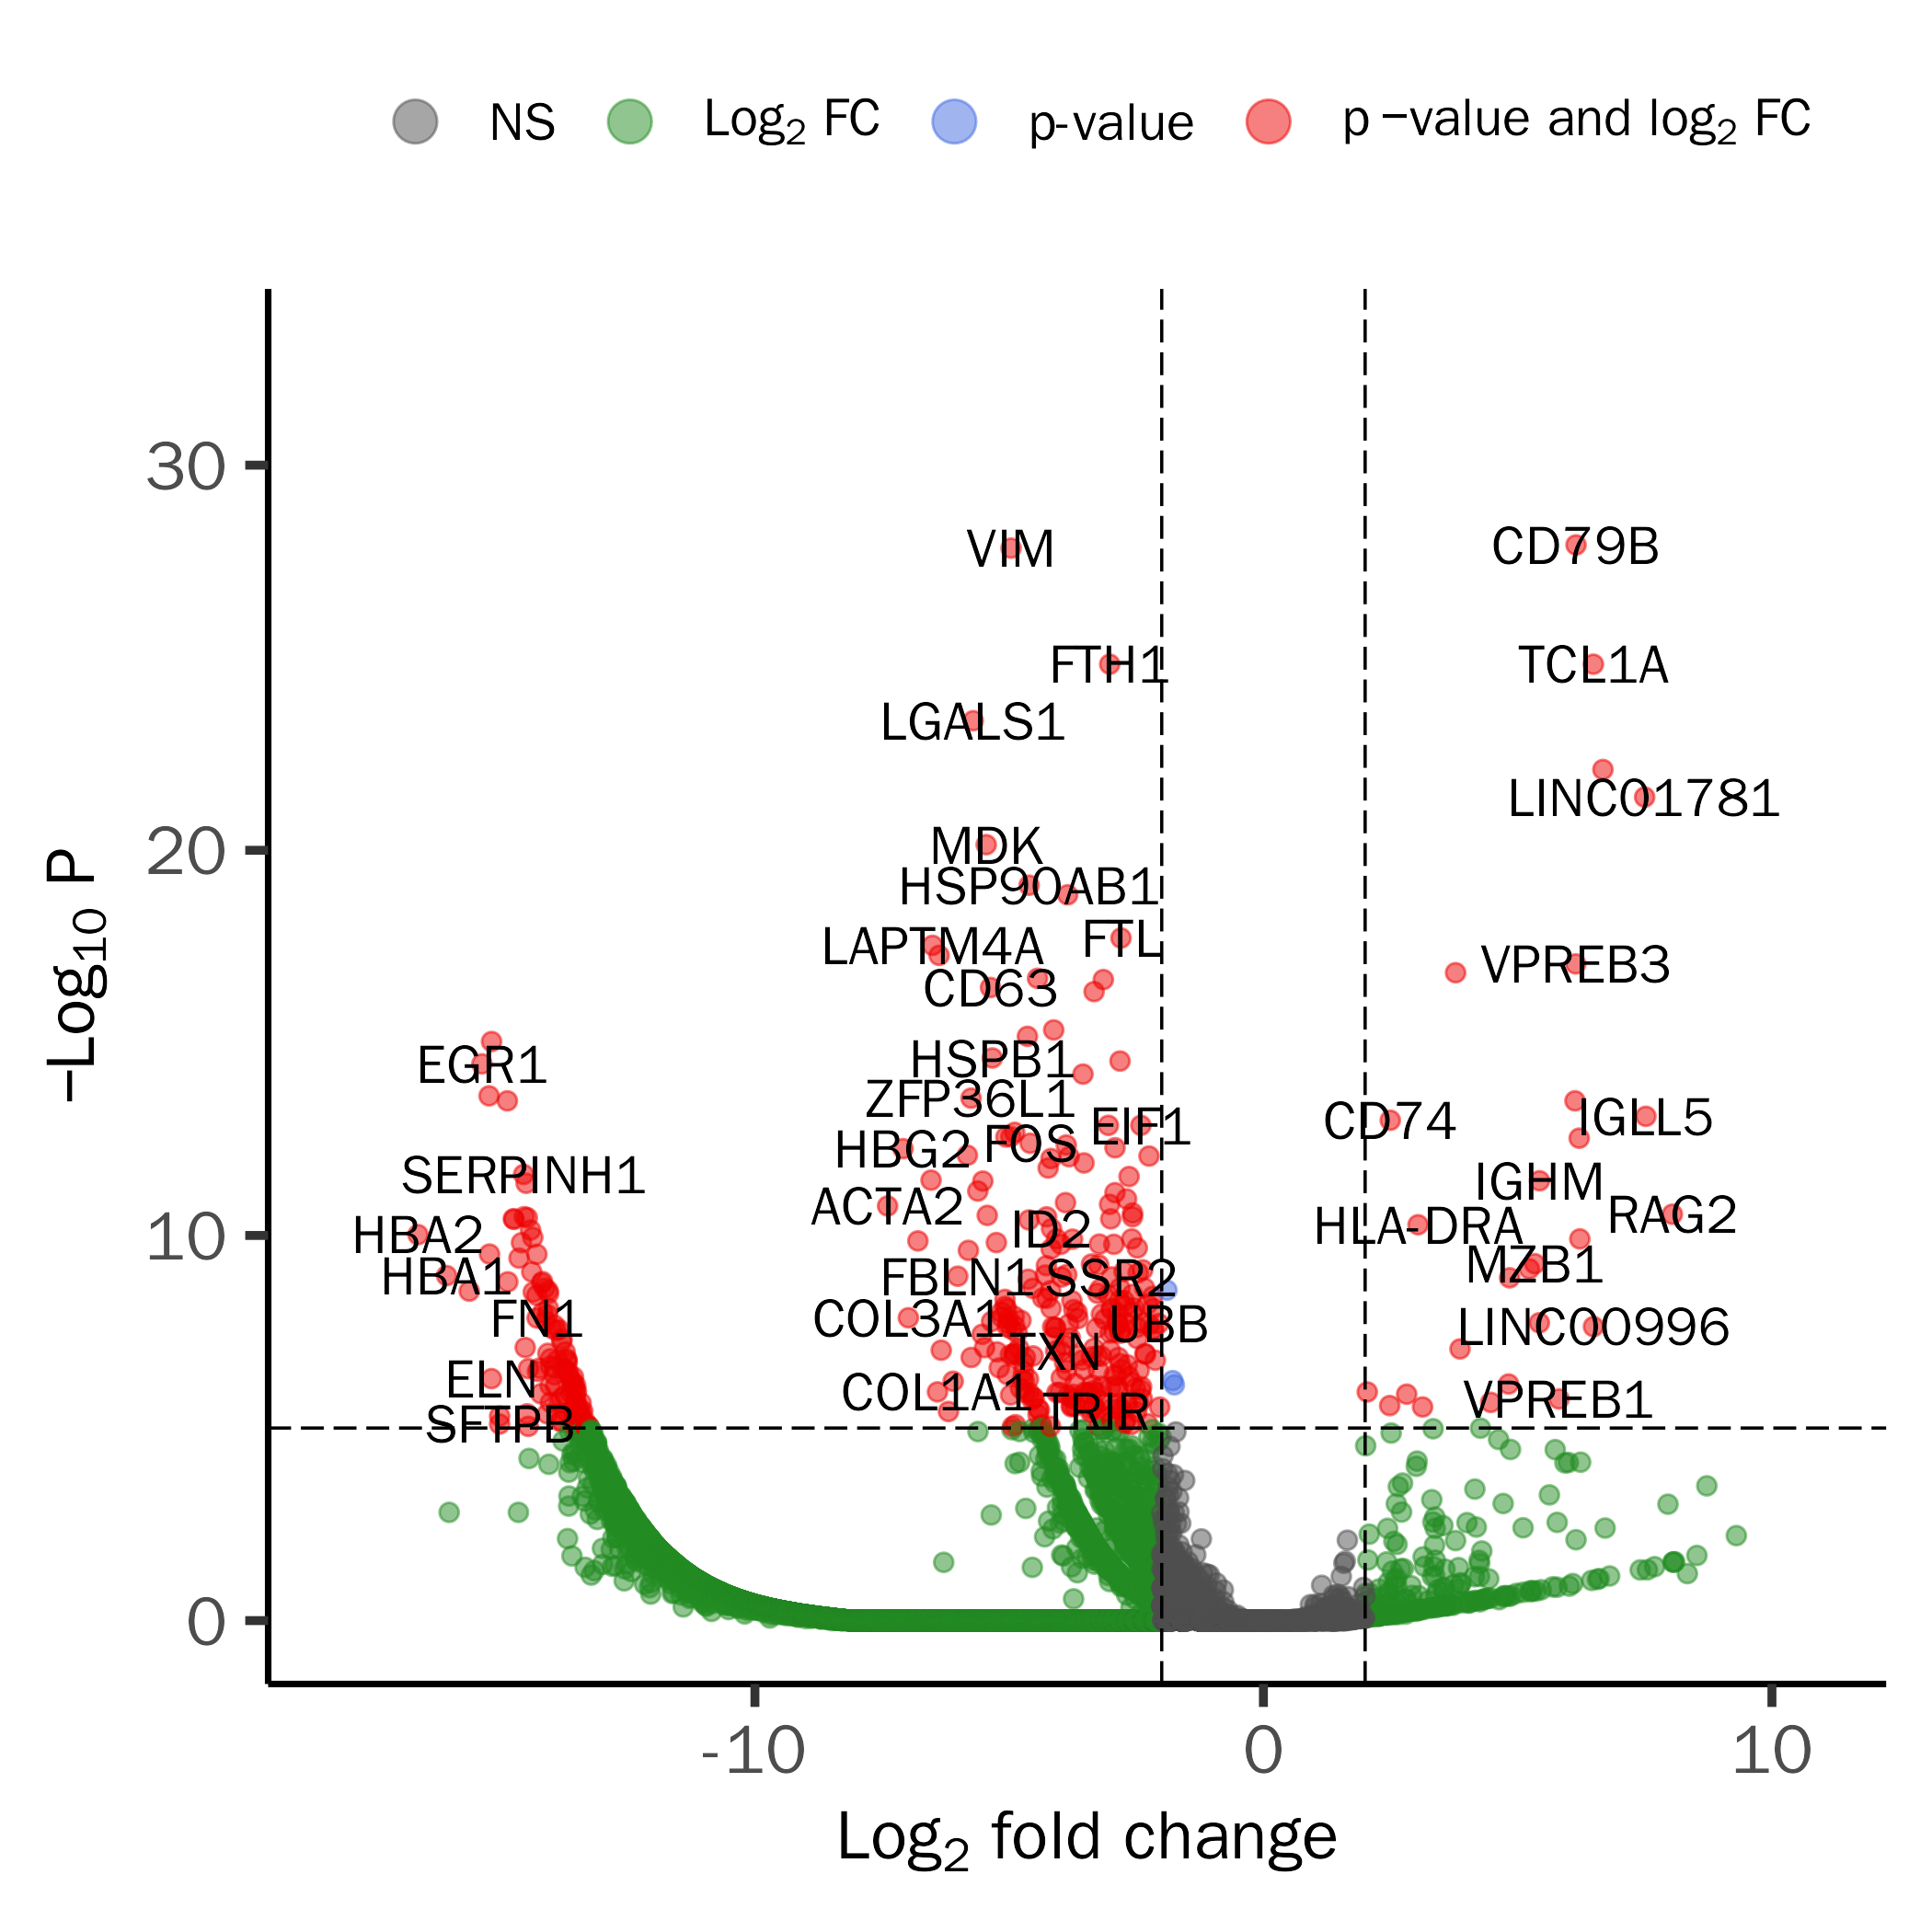 NS Log2 FC p-value p −value and log2 FC
−Log10 P
30
20
10
0
VIM
CD79B
FTH1
TCL1A
LGALS1
LINC01781
MDK
HSP90AB1
FTL
LAPTM4A
VPREB3
CD63
EGR1
HSPB1
ZFP36L1
EIF1
CD74
IGLL5
HBG2
FOS
SERPINH1
IGHM
ACTA2
RAG2
ID2
HLA-DRA
HBA2
MZB1
HBA1
FBLN1
SSR2
FN1
COL3A1
UBB
LINC00996
TXN
ELN
COL1A1
VPREB1
TRIR
SFTPB
-10 0 10
Log2 fold change